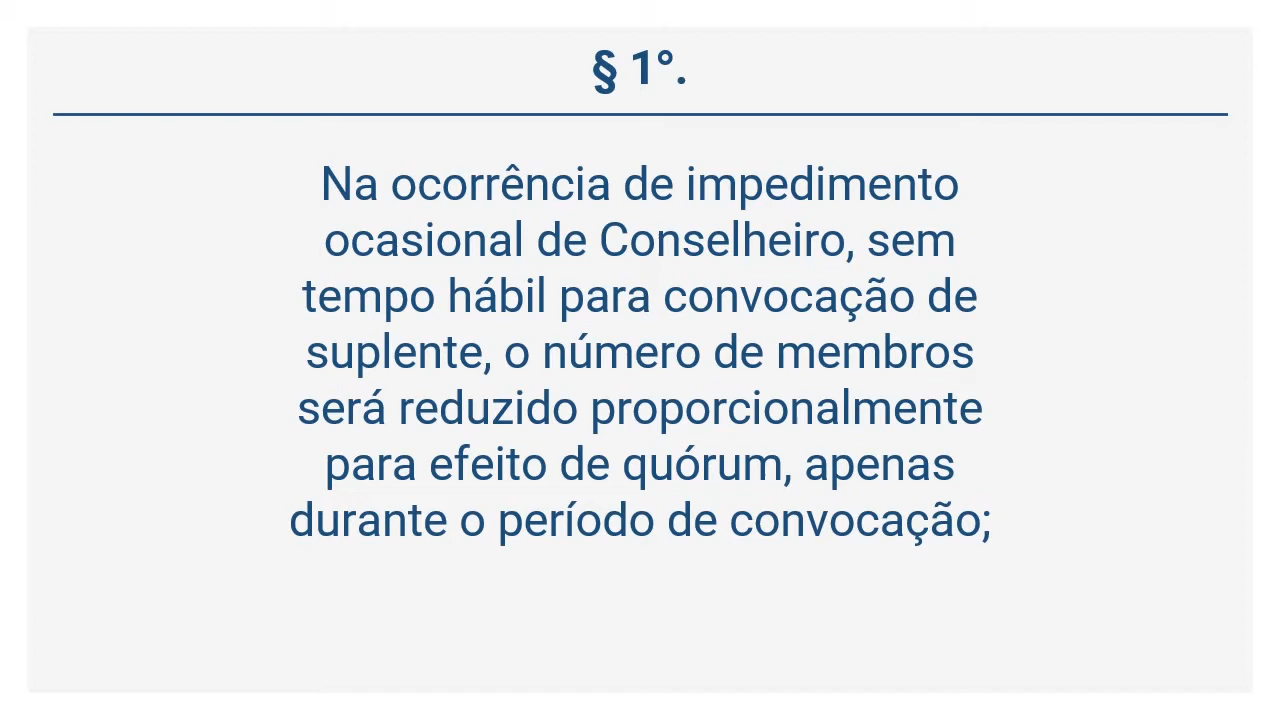 § 1°.
Na ocorrência de impedimento
ocasional de Conselheiro, sem
tempo hábil para convocação de
suplente, o número de membros
será reduzido proporcionalmente
para efeito de quórum, apenas
durante o período de convocação;